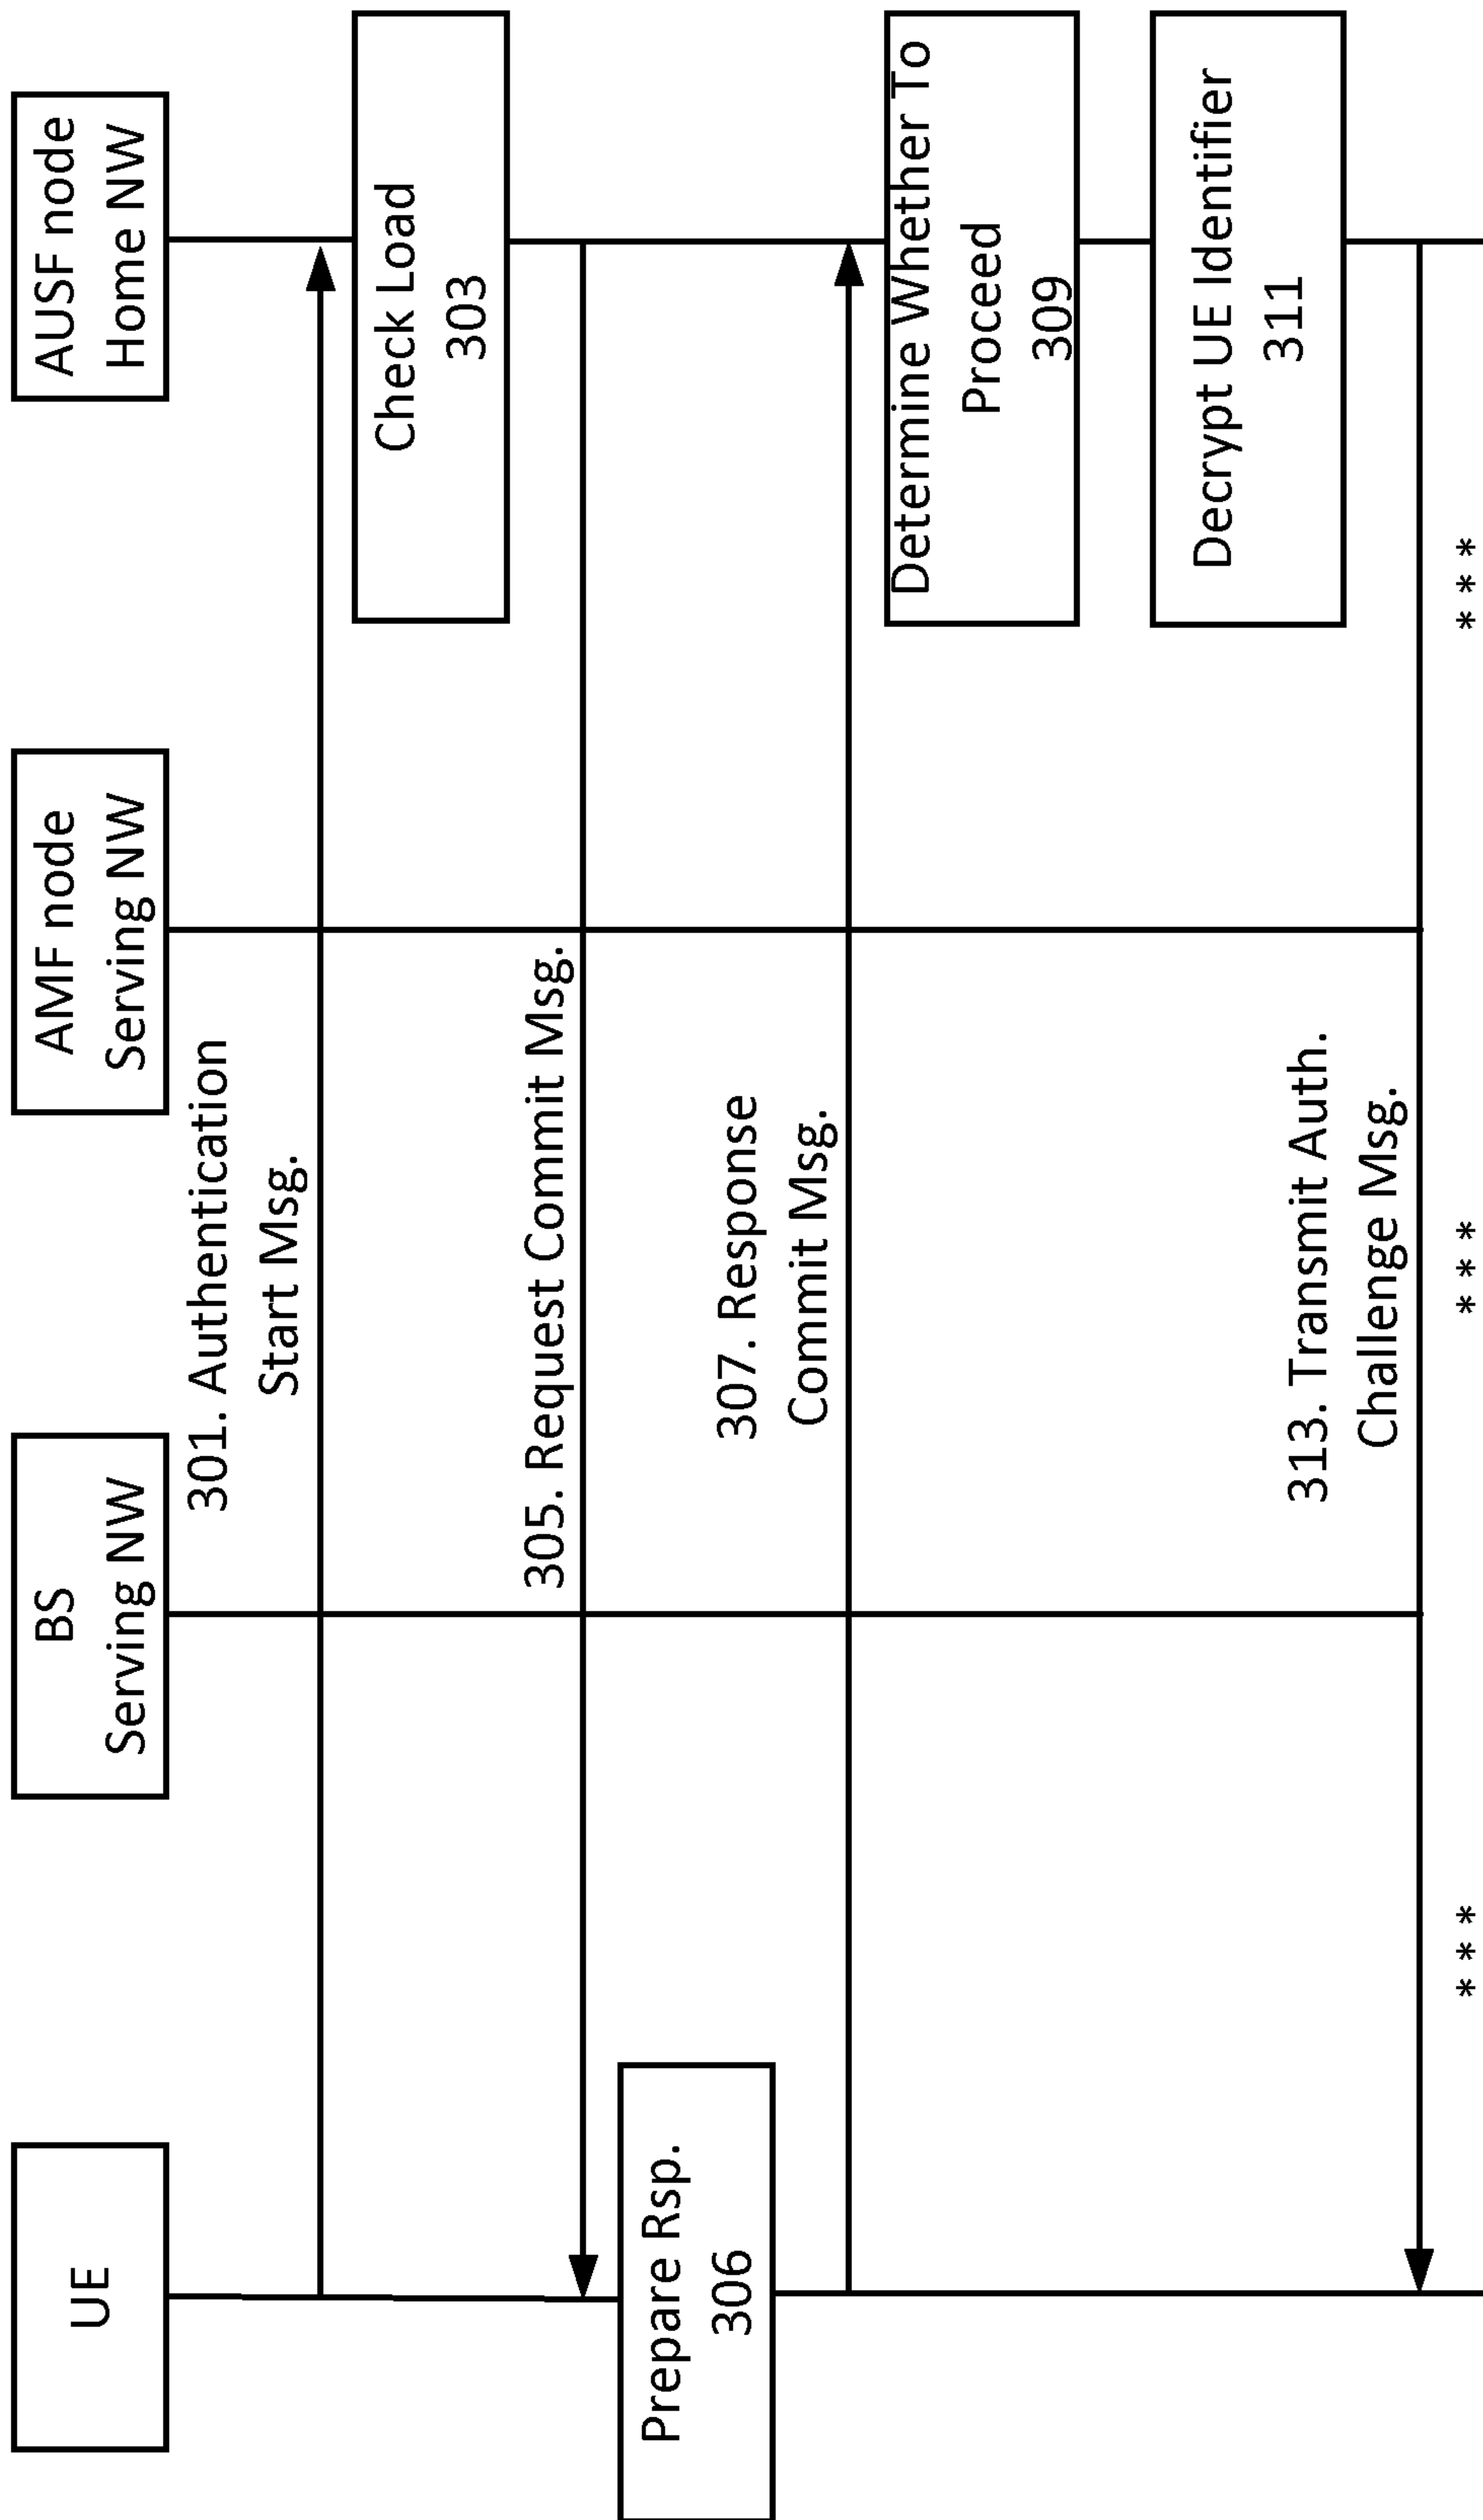 UE
BS
Serving NW
AMF node
Serving NW
AUSF node
Home NW
301. Authentication
Start Msg.
Check Load
303
305. Request Commit Msg.
Prepare Rsp.
306
307. Response
Commit Msg.
Determine Whether To
Proceed
309
Decrypt UE Identifier
311
313. Transmit Auth.
Challenge Msg.
* * *
* * *
* * *